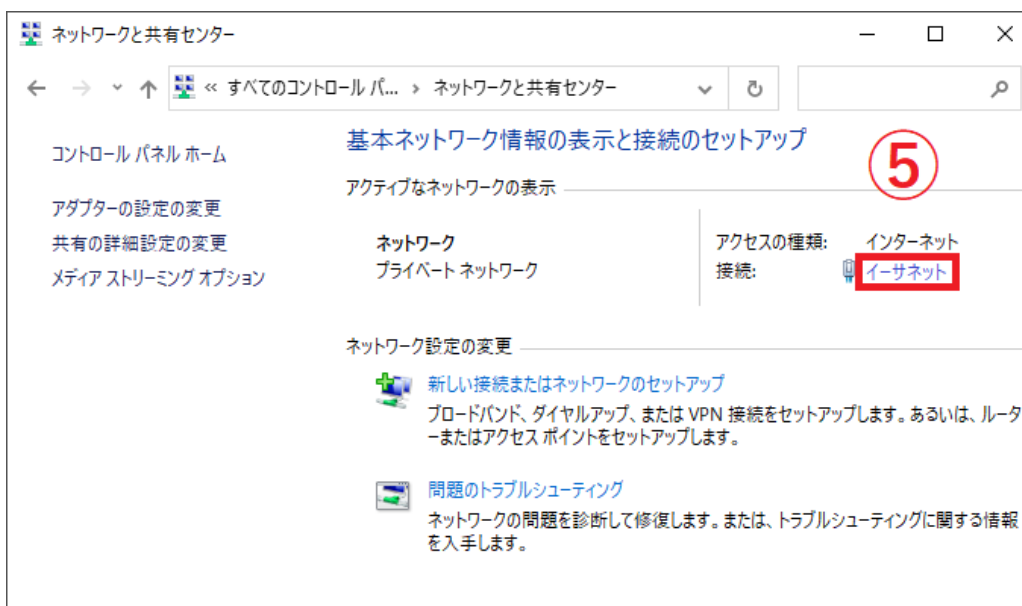 ネットワークと共有センター
« すべてのコントロール パ... › ネットワークと共有センター
コントロール パネル ホーム
アダプターの設定の変更
共有の詳細設定の変更
メディア ストリーミング オプション
基本ネットワーク情報の表示と接続のセットアップ
⑤
アクティブなネットワークの表示
ネットワーク
プライベート ネットワーク
アクセスの種類: インターネット
接続: イーサネット
ネットワーク設定の変更
新しい接続またはネットワークのセットアップ
ブロードバンド、ダイヤルアップ、または VPN 接続をセットアップします。あるいは、ルータ
ーまたはアクセス ポイントをセットアップします。
問題のトラブルシューティング
ネットワークの問題を診断して修復します。または、トラブルシューティングに関する情報
を入手します。